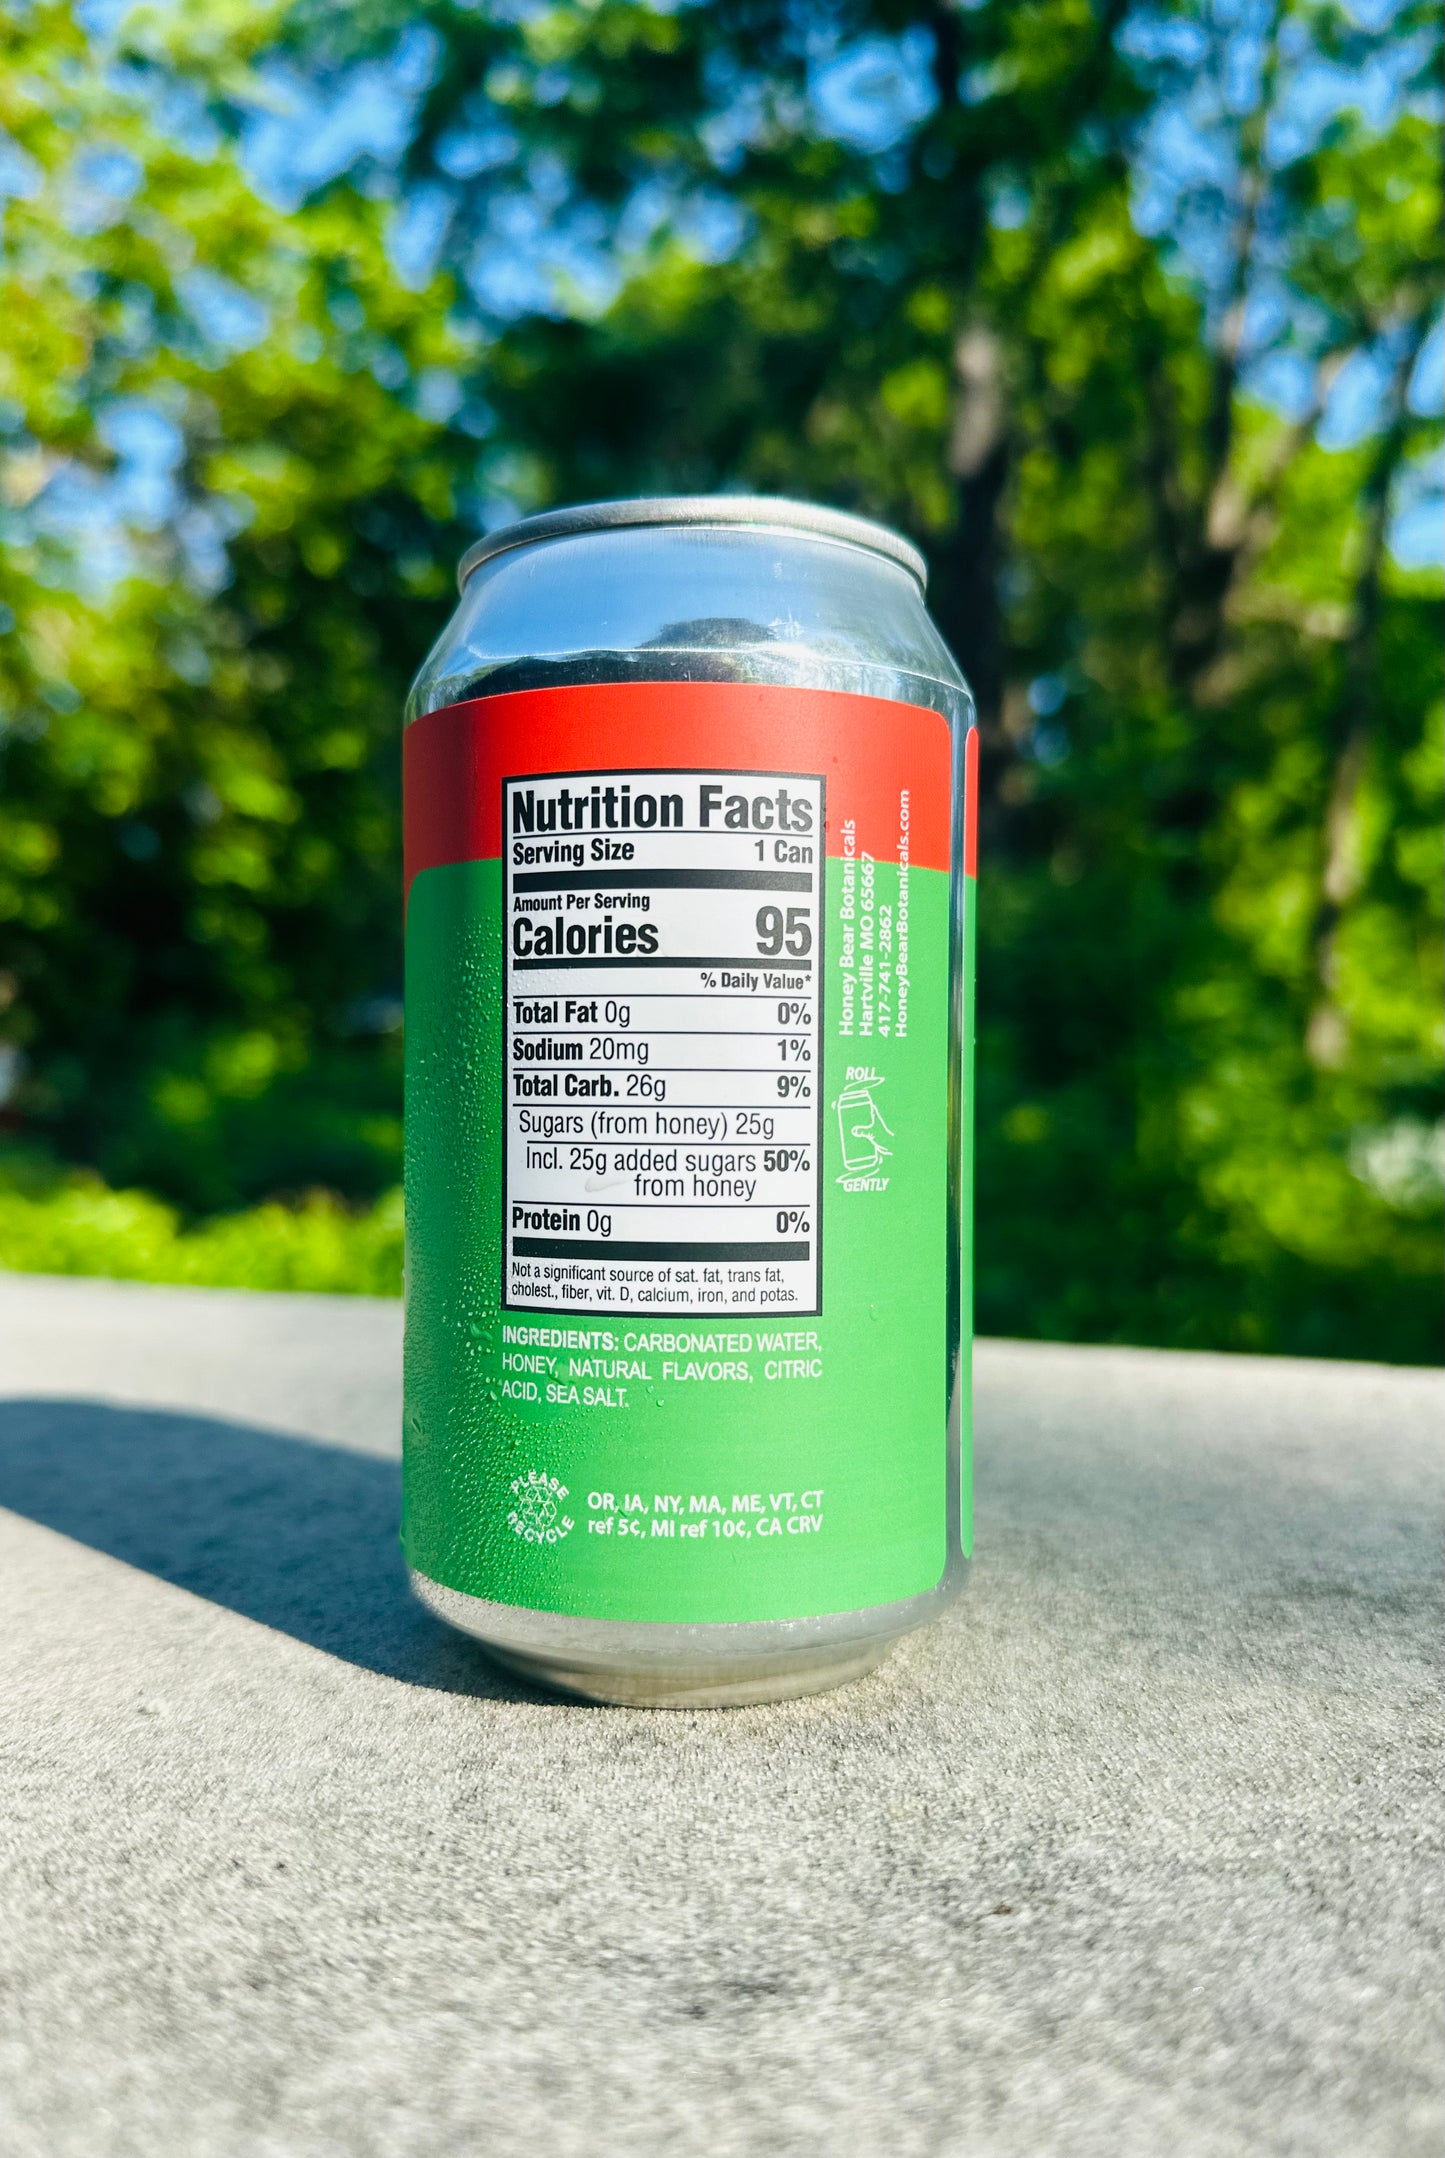 Nutrition Facts
Serving Size 1 Can
Amount Per Serving
Calories 95
% Daily Value*
Total Fat 0g 0%
Sodium 20mg 1%
Total Carb. 26g 9%
Sugars (from honey) 25g
Incl. 25g added sugars 50%
from honey
Protein 0g 0%
Not a significant source of sat. fat, trans fat,
cholest., fiber, vit. D, calcium, iron, and potas.
INGREDIENTS: CARBONATED WATER,
HONEY, NATURAL FLAVORS, CITRIC
ACID, SEA SALT.
PLEASE
RECYCLE
OR, IA, NY, MA, ME, VT, CT
ref 5¢, MI ref 10¢, CA CRV
Honey Bear Botanicals
Hartville MO 65667
417-741-2862
HoneyBearBotanicals.com
ROLL
GENTLY